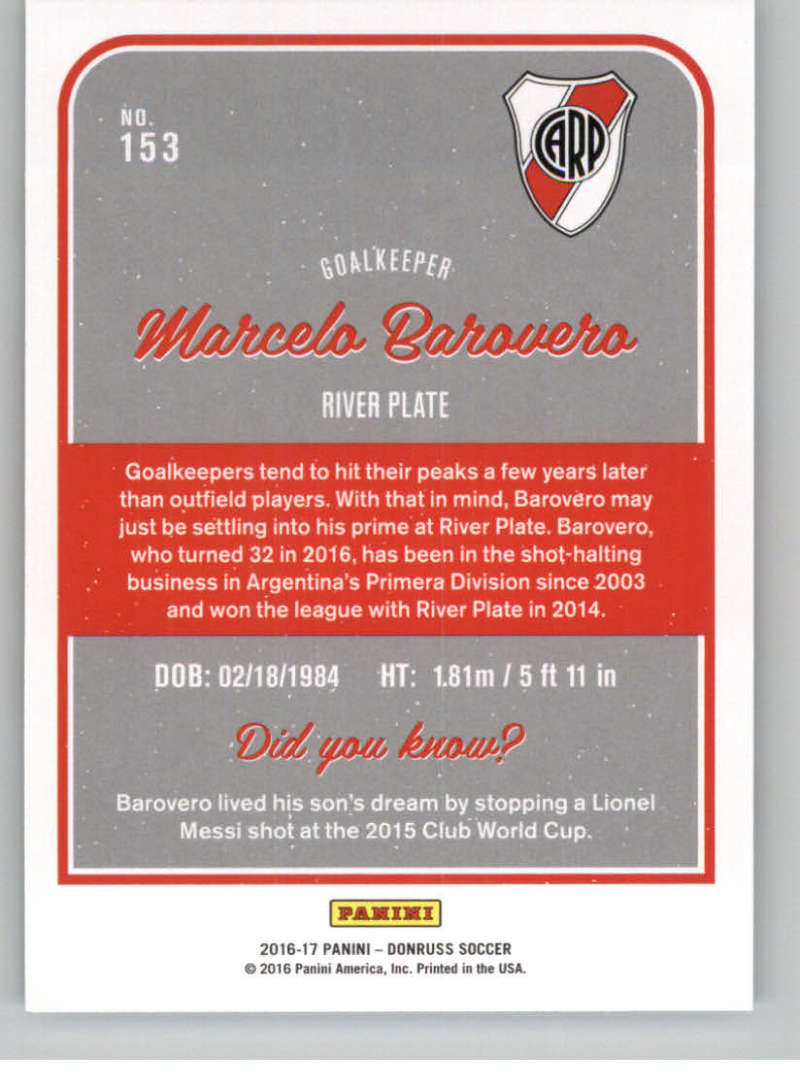 NO.
153
CARP
GOALKEEPER
Marcelo Barovero
RIVER PLATE
Goalkeepers tend to hit their peaks a few years later
than outfield players. With that in mind, Barovero may
just be settling into his prime at River Plate. Barovero,
who turned 32 in 2016, has been in the shot-halting
business in Argentina's Primera Division since 2003
and won the league with River Plate in 2014.
DOB: 02/18/1984 HT: 1.81m / 5 ft 11 in
Did you know?
Barovero lived his son's dream by stopping a Lionel
Messi shot at the 2015 Club World Cup.
PANINI
2016-17 PANINI – DONRUSS SOCCER
© 2016 Panini America, Inc. Printed in the USA.